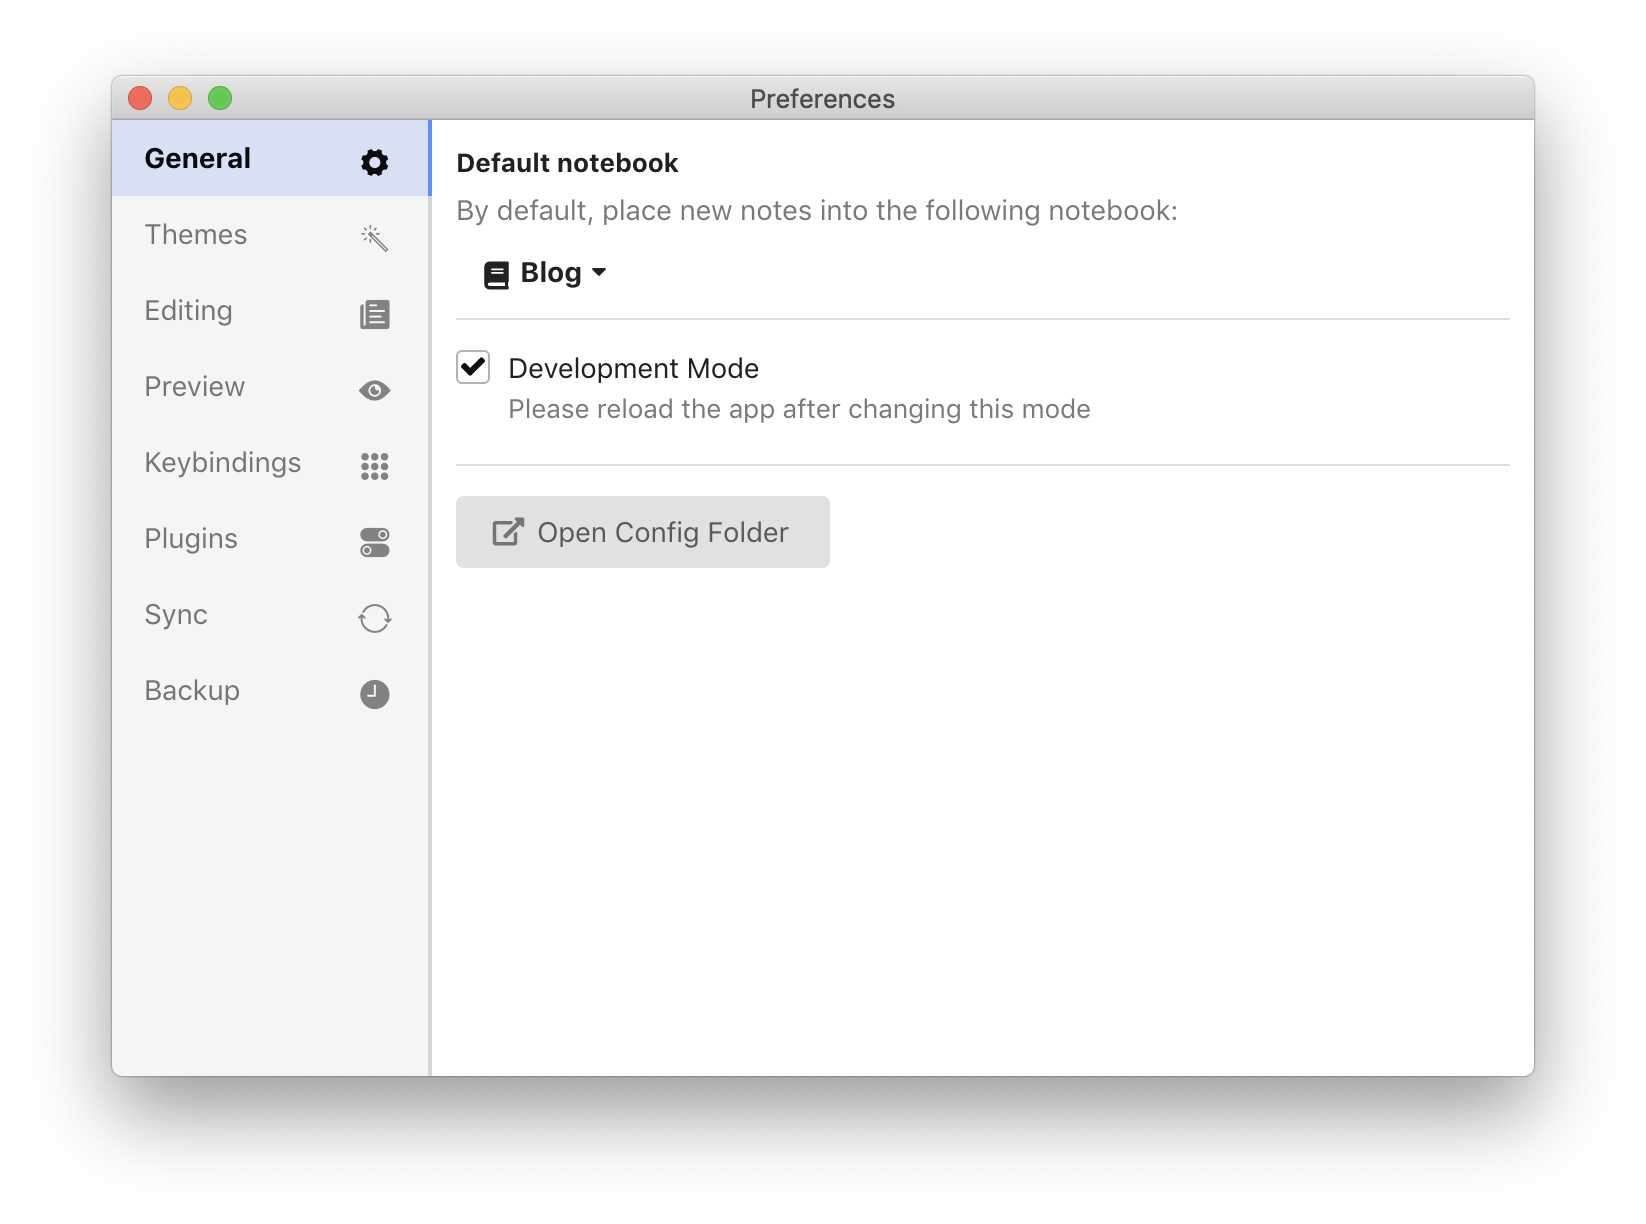 Preferences
General
Themes
Editing
Preview
Keybindings
Plugins
Sync
Backup
Default notebook
By default, place new notes into the following notebook:
Blog
Development Mode
Please reload the app after changing this mode
Open Config Folder